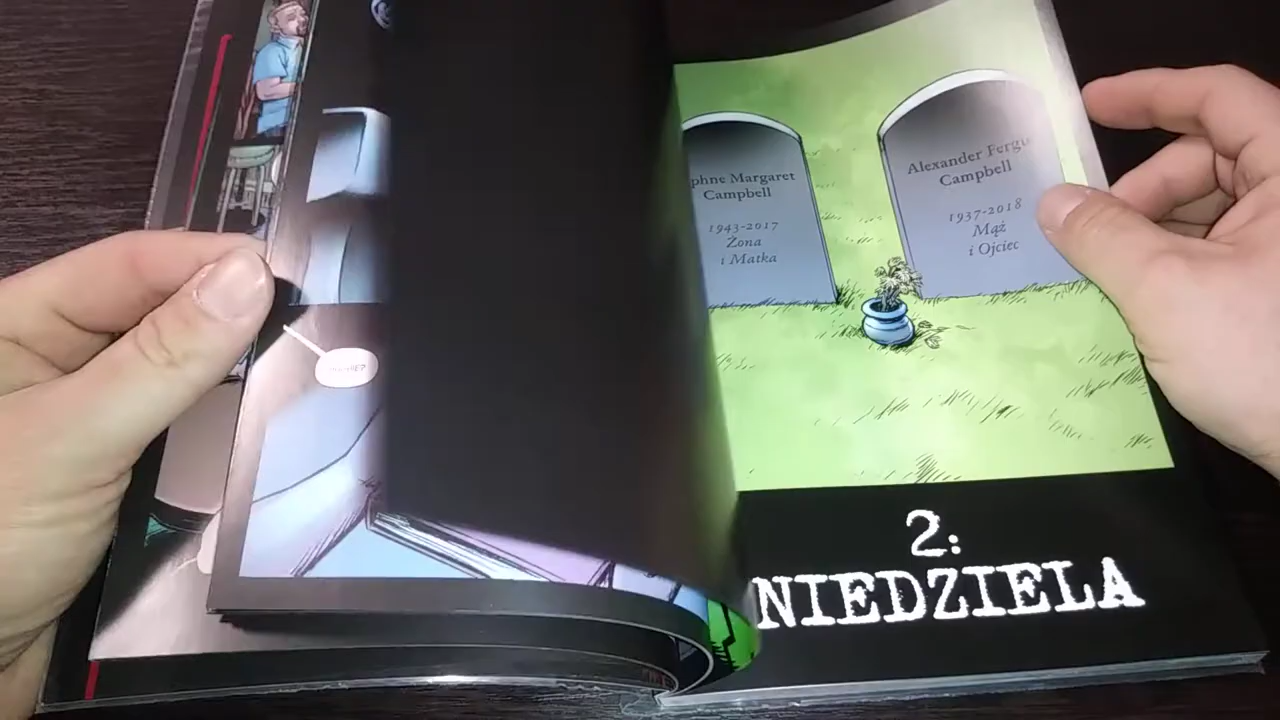 phne Margaret
Campbell
1943-2017
Żona
i Matka
Alexander Fergu
Campbell
1937-2018
Mąż
i Ojciec
2:
NIEDZIELA